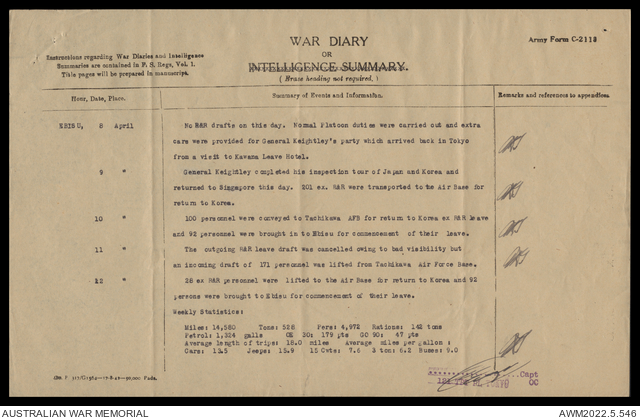 WAR DIARY
OR
INTELLIGENCE SUMMARY.
(Erase heading not required.)
Army Form C-2118
Instructions regarding War Diaries and Intelligence
Summaries are contained in F. S. Regs, Vol. 1.
Title pages will be prepared in manuscript.
Hour, Date, Place.
Summary of Events and Information.
Remarks and references to appendices.
EBISU, 8 April
No R&R drafts on this day. Normal Platoon duties were carried out and extra
cars were provided for General Keightley's party which arrived back in Tokyo
from a visit to Kawana Leave Hotel.
9 "
General Keightley completed his inspection tour of Japan and Korea and
returned to Singapore this day. 201 ex. R&R were transported to the Air Base for
return to Korea.
10 "
100 personnel were conveyed to Tachikawa AFB for return to Korea ex R&R leave
and 92 personnel were brought in to Ebisu for commencement of their leave.
11 "
The outgoing R&R leave draft was cancelled owing to bad visibility but
an incoming draft of 171 personnel was lifted from Tachikawa Air Force Base.
12 "
28 ex R&R personnel were lifted to the Air Base for return to Korea and 92
persons were brought to Ebisu for commencement of their leave.
Weekly Statistics:
Miles: 14,580 Tons: 528 Pers: 4,972 Rations: 142 tons
Petrol: 1,324 galls OE 30: 179 pts GO 90: 47 pts
Average length of trips: 18.0 miles Average miles per gallon:
Cars: 13.5 Jeeps: 15.9 15 Cwts: 7.6 3 ton: 6.2 Buses: 9.0
Capt
OC
AUSTRALIAN WAR MEMORIAL
AWM2022.5.546